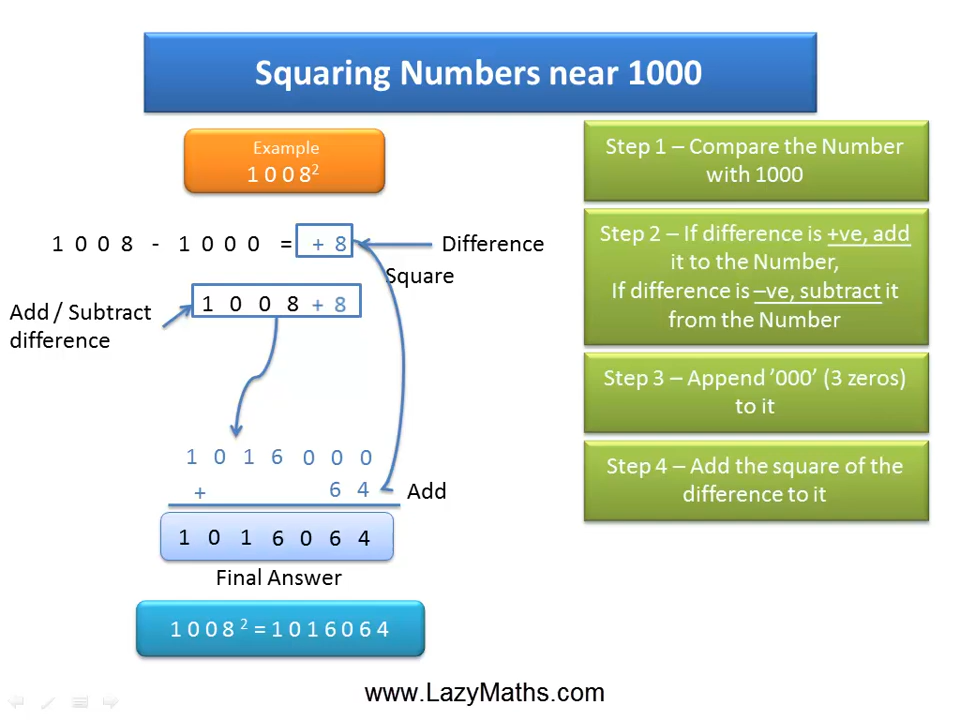 Squaring Numbers near 1000
Example
1 0 0 8²
1 0 0 8 - 1 0 0 0 = + 8
Difference
Square
1 0 0 8 + 8
Add / Subtract
difference
1 0 1 6 0 0 0
+ 6 4
Add
1 0 1 6 0 6 4
Final Answer
1 0 0 8 ² = 1 0 1 6 0 6 4
Step 1 – Compare the Number
with 1000
Step 2 – If difference is +ve, add
it to the Number,
If difference is –ve, subtract it
from the Number
Step 3 – Append ’000’ (3 zeros)
to it
Step 4 – Add the square of the
difference to it
www.LazyMaths.com